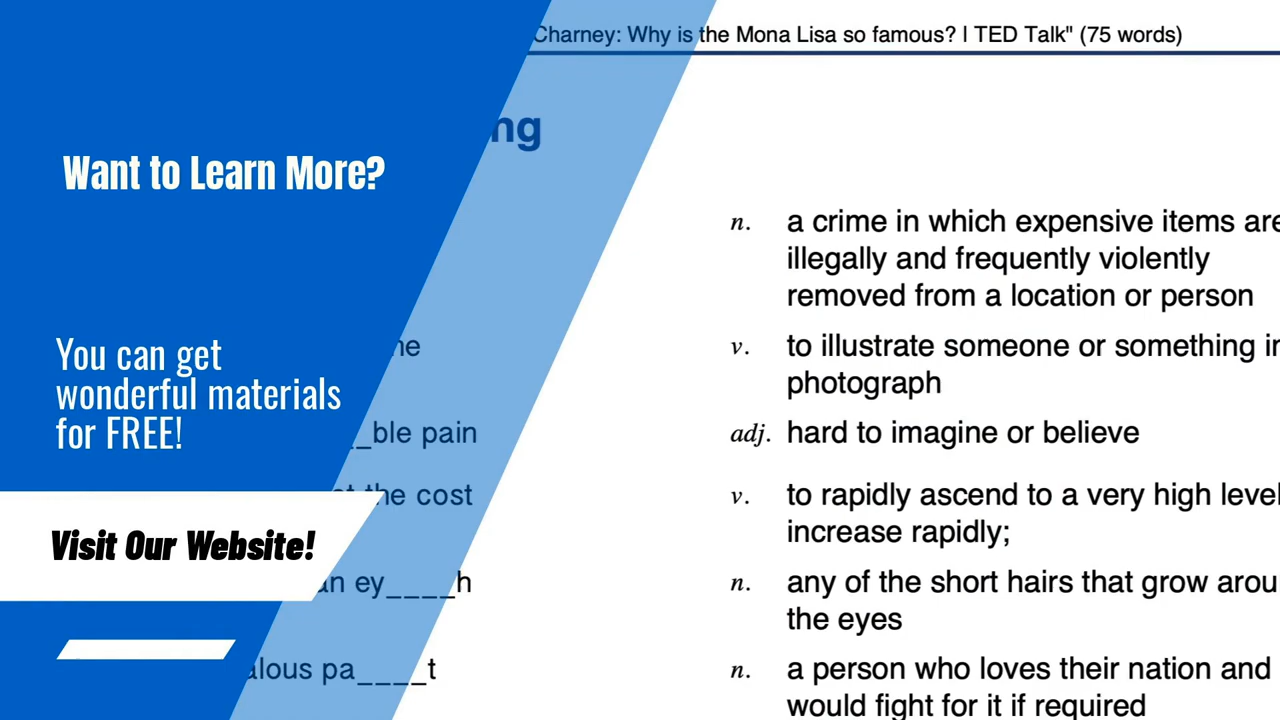 Charney: Why is the Mona Lisa so famous? | TED Talk" (75 words)
ng
Want to Learn More?
You can get
wonderful materials
for FREE!
Visit Our Website!
n. a crime in which expensive items are
illegally and frequently violently
removed from a location or person
me v. to illustrate someone or something in
photograph
_ble pain adj. hard to imagine or believe
the cost v. to rapidly ascend to a very high level
increase rapidly;
an ey____h n. any of the short hairs that grow arou
the eyes
alous pa____t n. a person who loves their nation and
would fight for it if required